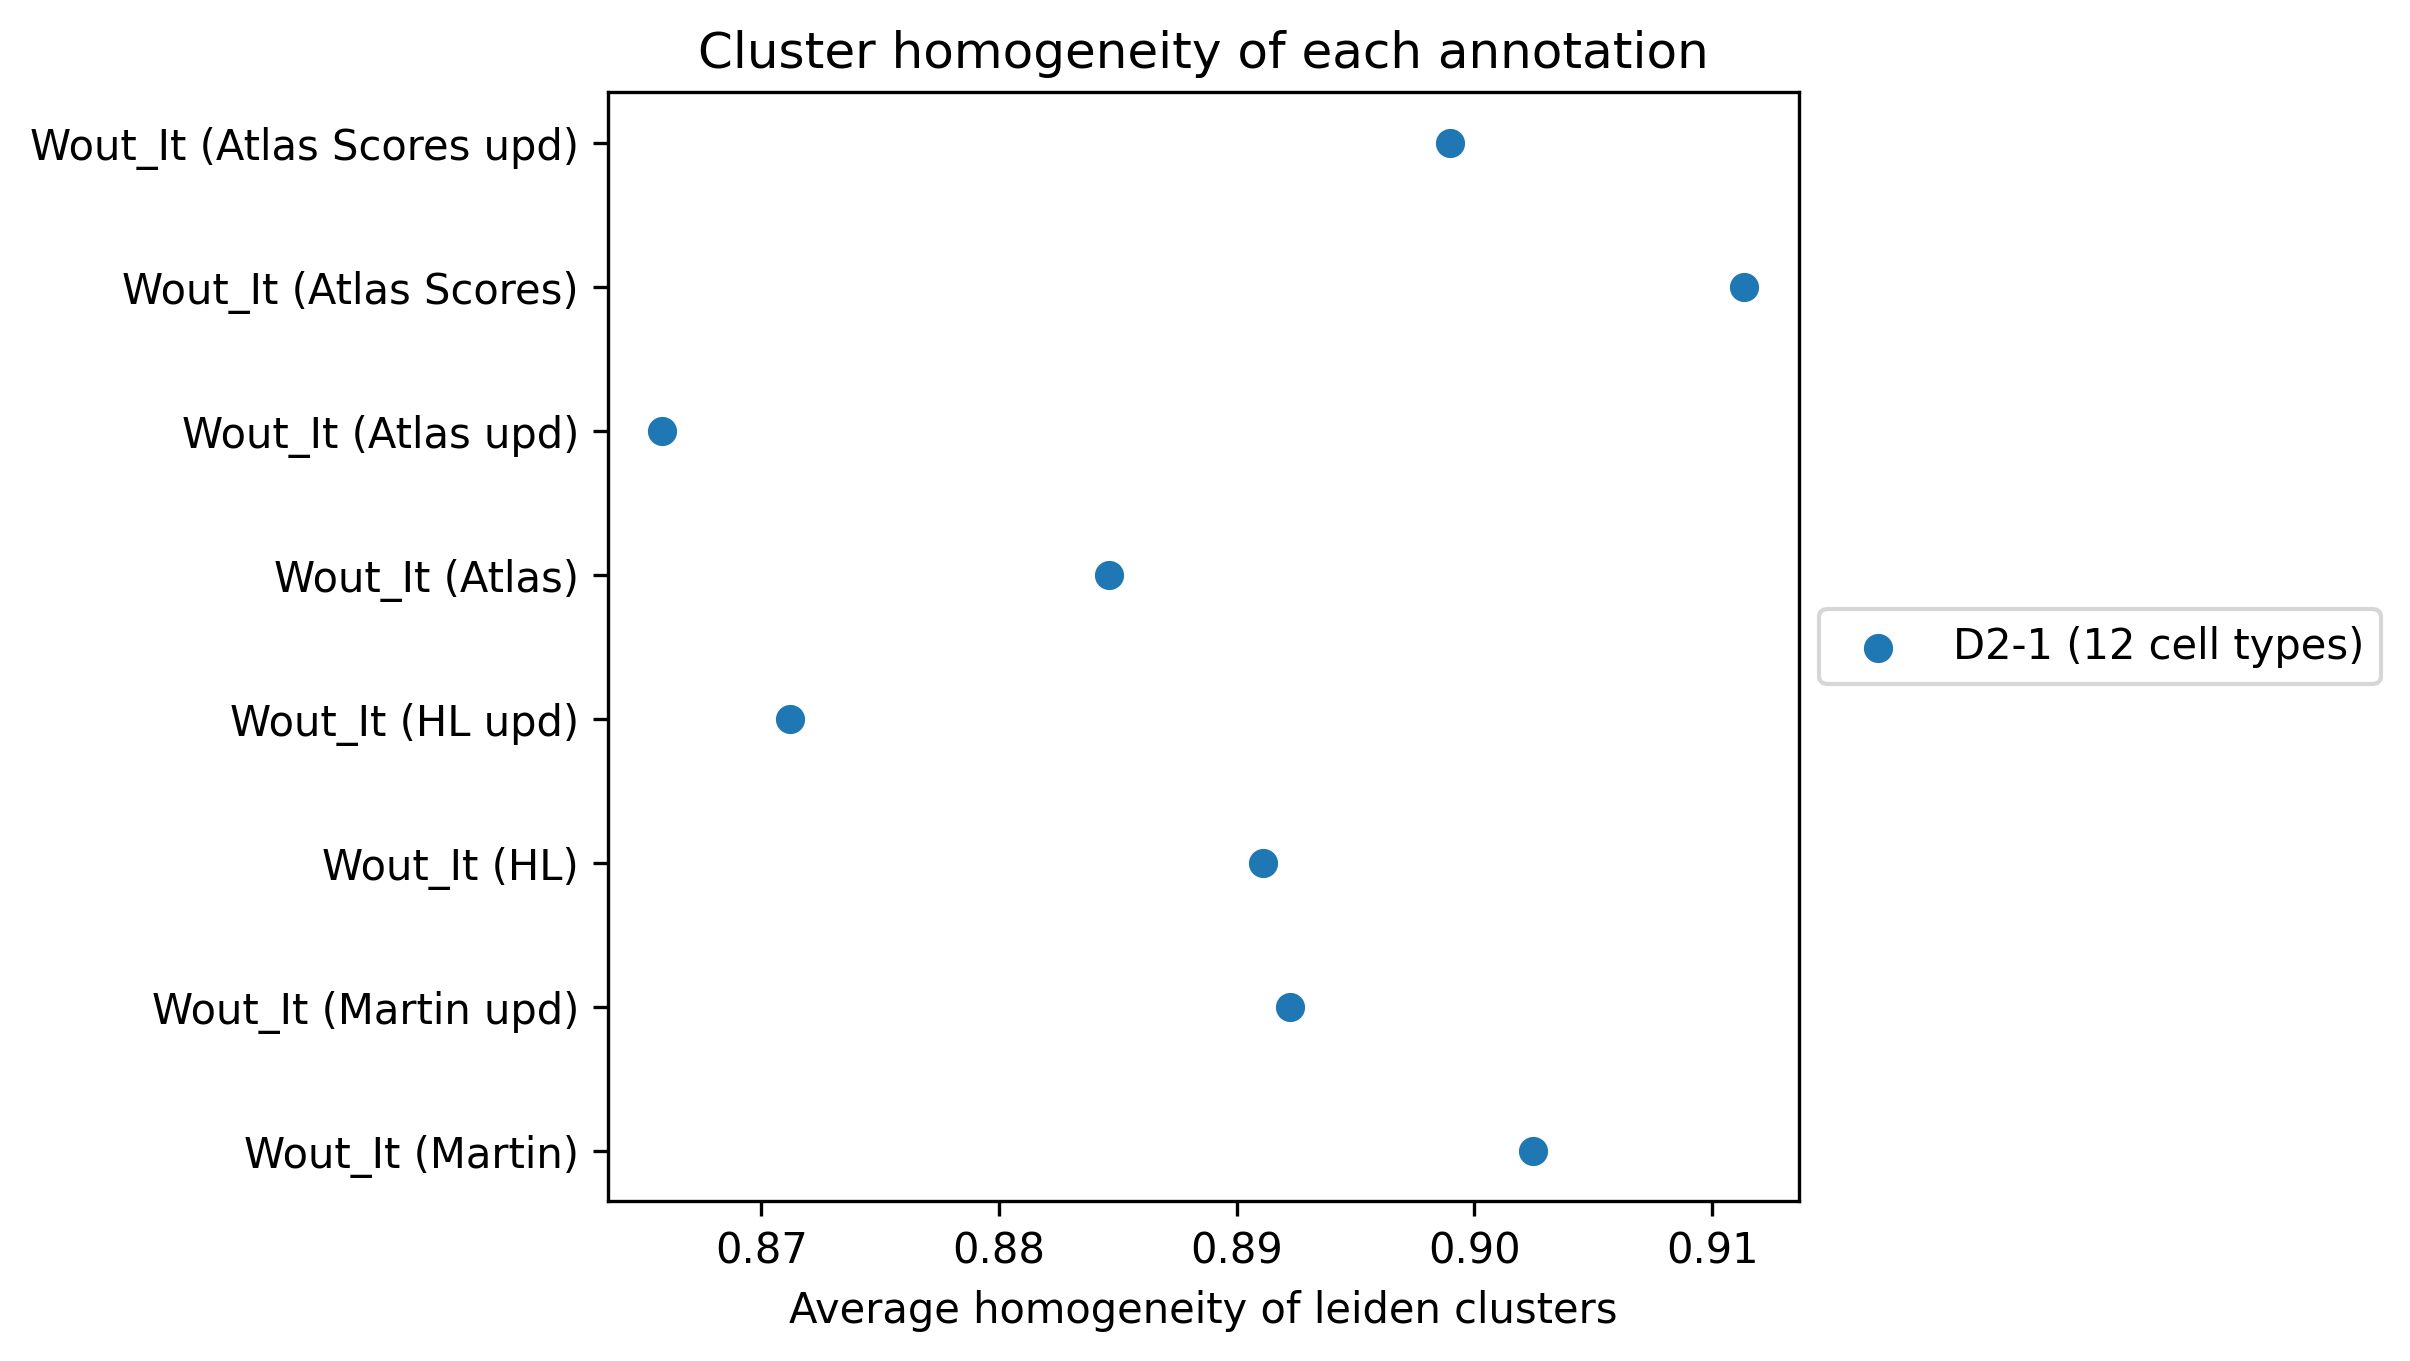 Cluster homogeneity of each annotation
Wout_It (Atlas Scores upd)
Wout_It (Atlas Scores)
Wout_It (Atlas upd)
Wout_It (Atlas)
Wout_It (HL upd)
Wout_It (HL)
Wout_It (Martin upd)
Wout_It (Martin)
D2-1 (12 cell types)
0.87 0.88 0.89 0.90 0.91
Average homogeneity of leiden clusters